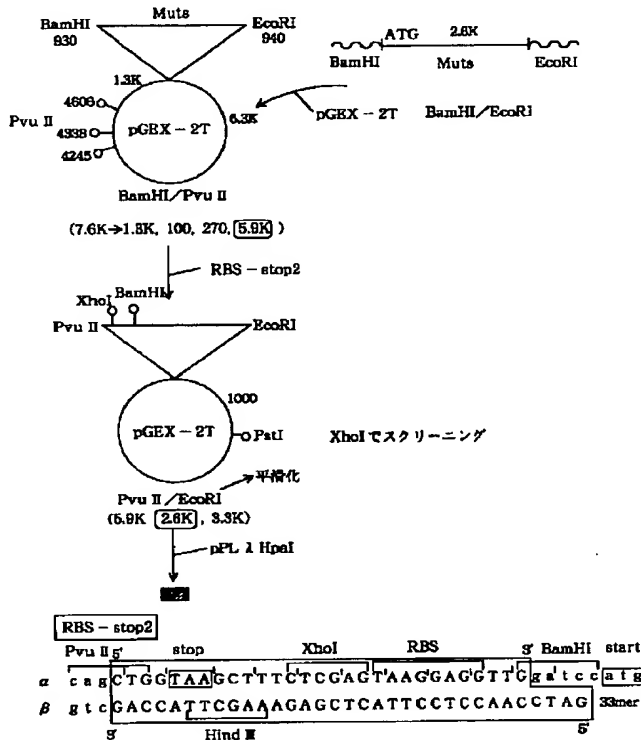 BamHI Muts EcoRI
930 940
ATG 2.6K
BamHI Muts EcoRI
1.3K
4606
Pvu II 4338
4245
pGEX-2T
6.3K
pGEX-2T BamHI/EcoRI
BamHI/Pvu II
(7.6K→1.3K, 100, 270, 5.9K)
RBS-stop2
XhoI BamHI
Pvu II EcoRI
1000
pGEX-2T
PstI
XhoIでスクリーニング
平滑化
Pvu II/EcoRI
(5.9K 2.6K, 3.3K)
pPL λ HpaI
RBS-stop2
Pvu II 5' stop XhoI RBS 3' BamHI start
α cagCTGGTAAGCTTTCTCGAGTAAGGAGGTTGgatccatg
β gtcGACCATTCGAAAGAGCTCATTCCTCCAACCTAG 33mer
3' Hind III 5'